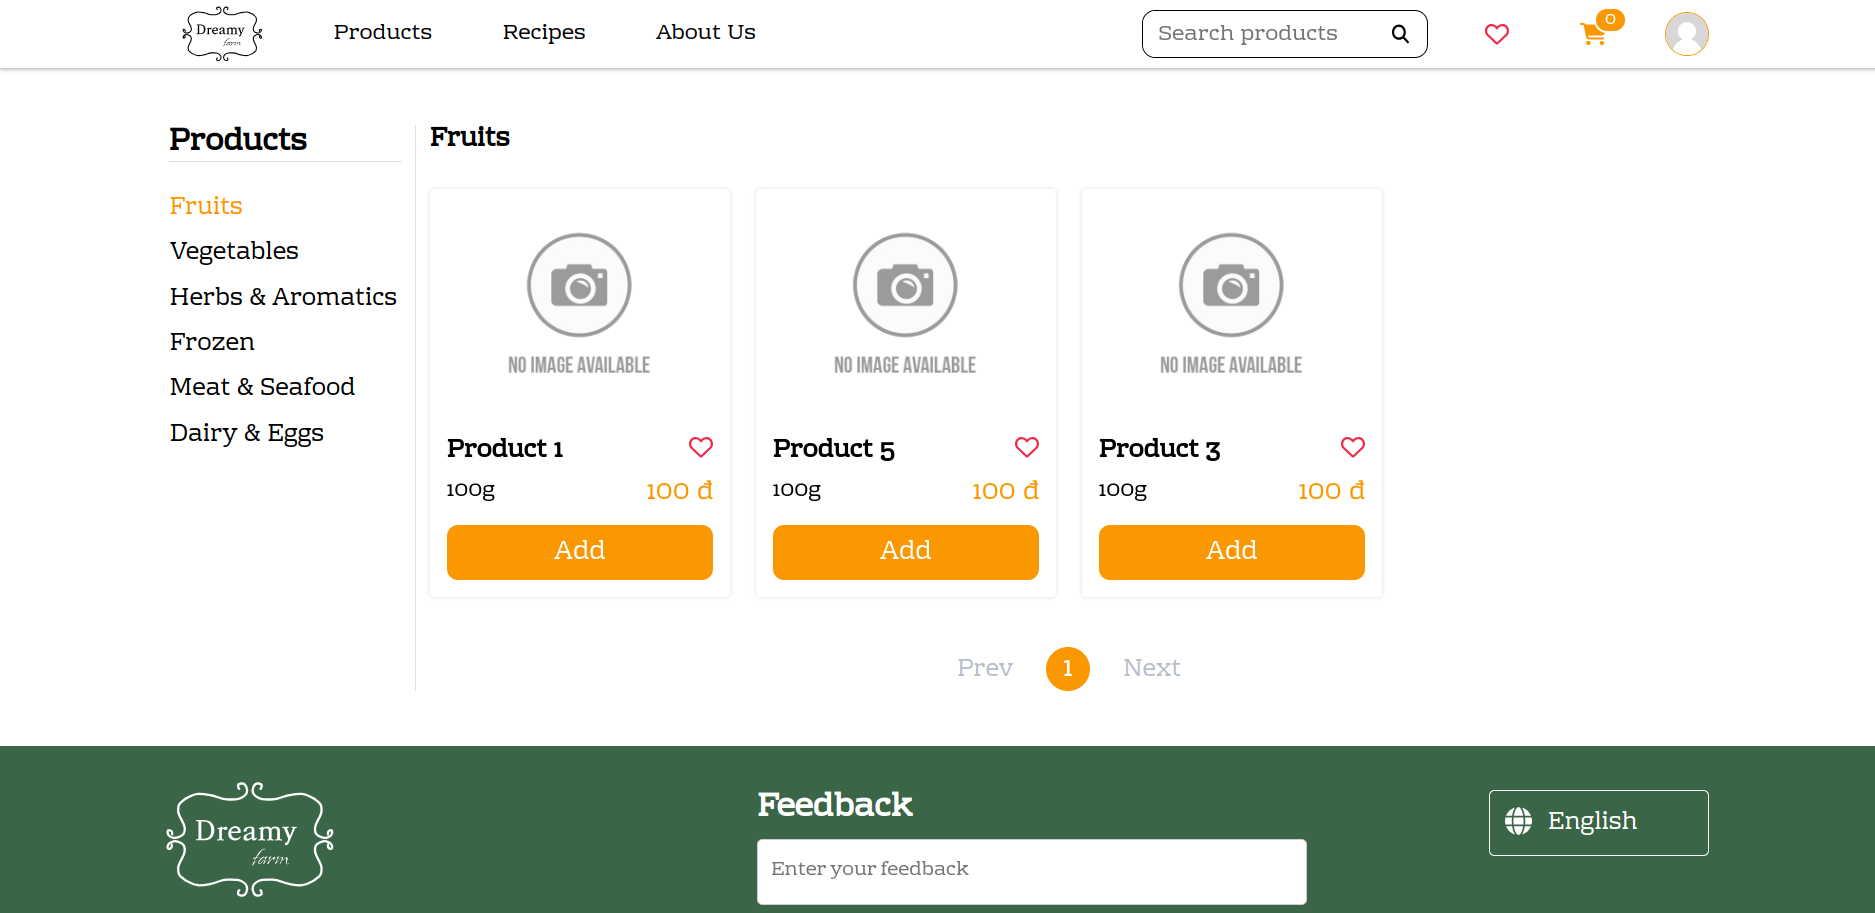 Dreamy
farm
Products
Recipes
About Us
Search products
0
Products
Fruits
Vegetables
Herbs & Aromatics
Frozen
Meat & Seafood
Dairy & Eggs
Fruits
NO IMAGE AVAILABLE
Product 1
100g
100 đ
Add
NO IMAGE AVAILABLE
Product 5
100g
100 đ
Add
NO IMAGE AVAILABLE
Product 3
100g
100 đ
Add
Prev
1
Next
Dreamy
farm
Feedback
Enter your feedback
English